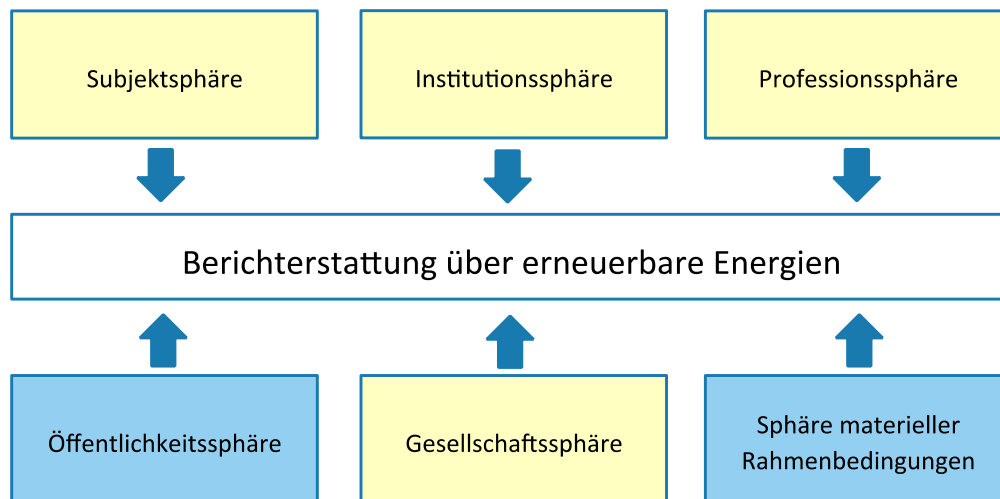 Subjektsphäre
Institutionssphäre
Professionssphäre
Berichterstattung über erneuerbare Energien
Öffentlichkeitssphäre
Gesellschaftssphäre
Sphäre materieller
Rahmenbedingungen